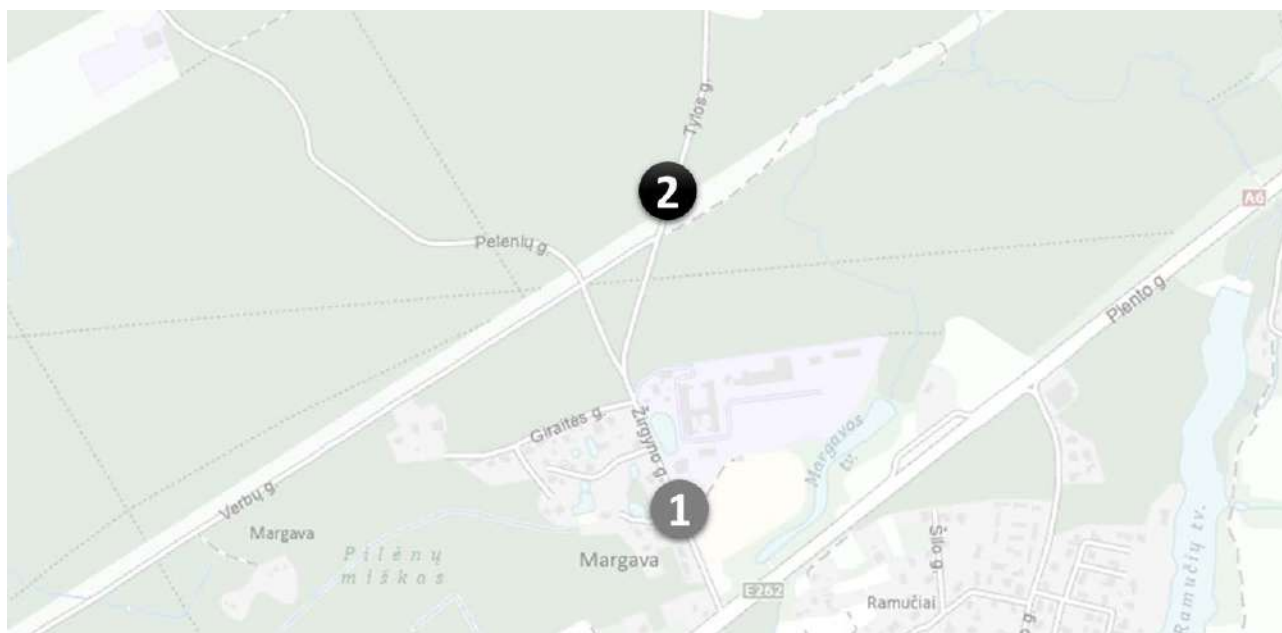 Tylos g.
2
A6
Pelenių g.
Plento g.
Giraitės g.
Žirgyno g.
Margavos
tv.
Verbų g.
1
Margava
Pilėnų
miškas
Margava
Šilo g.
E262
Ramučiai
o g.
Ramučių tv.